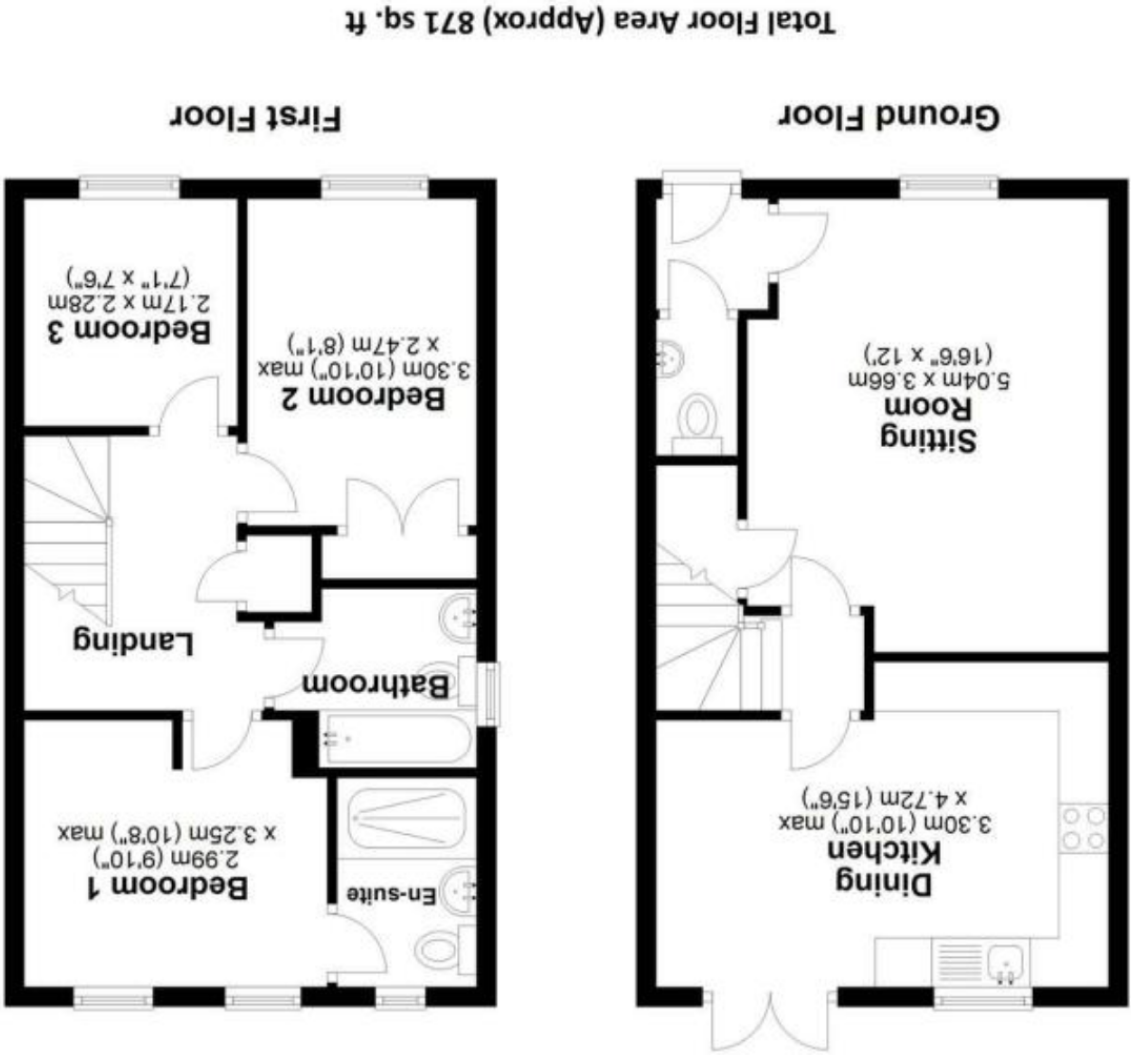 Ground Floor
Dining
Kitchen
3.30m (10'10") max
x 4.72m (15'6")
Sitting
Room
5.04m x 3.66m
(16'6" x 12')
First Floor
Bedroom 1
2.99m (9'10")
x 3.25m (10'8") max
En-suite
Bathroom
Landing
Bedroom 2
3.30m (10'10") max
x 2.47m (8'1")
Bedroom 3
2.17m x 2.28m
(7'1" x 7'6")
Total Floor Area (Approx) 871 sq. ft